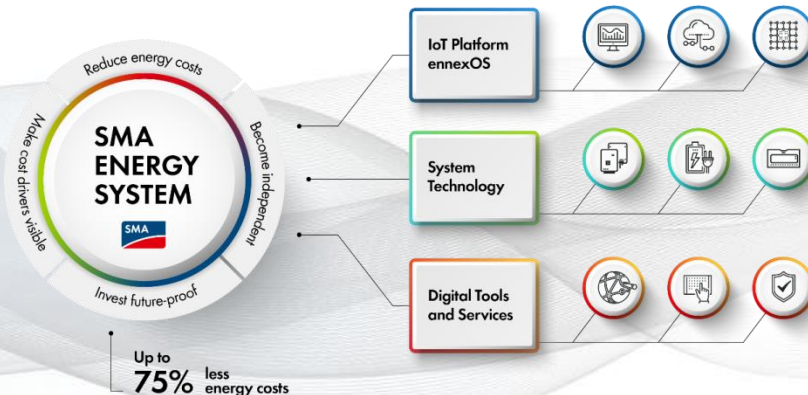 Reduce energy costs
Make cost drivers visible
Become independent
Invest future-proof
SMA
ENERGY
SYSTEM
SMA
Up to
75% less
energy costs
IoT Platform
ennexOS
System
Technology
Digital Tools
and Services